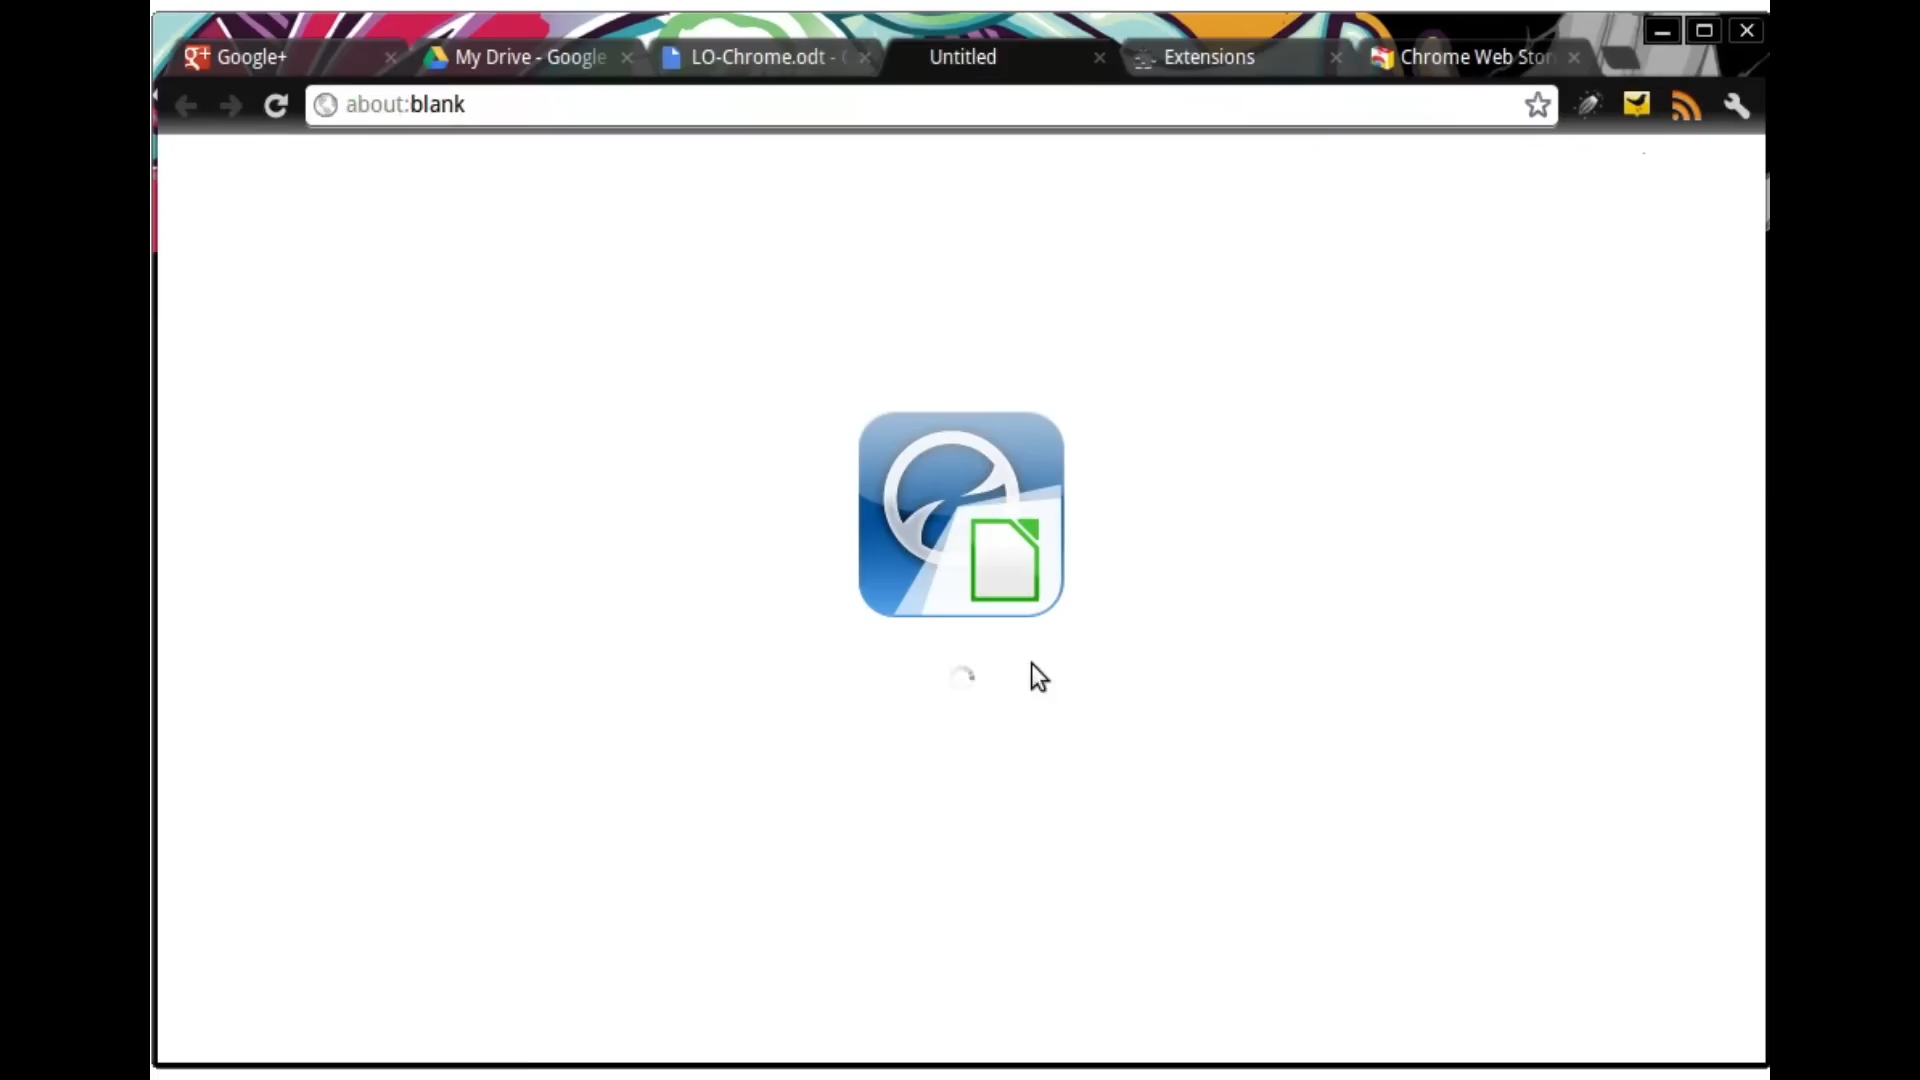 Google+
My Drive - Google
LO-Chrome.odt -
Untitled
Extensions
Chrome Web Stor
about:blank